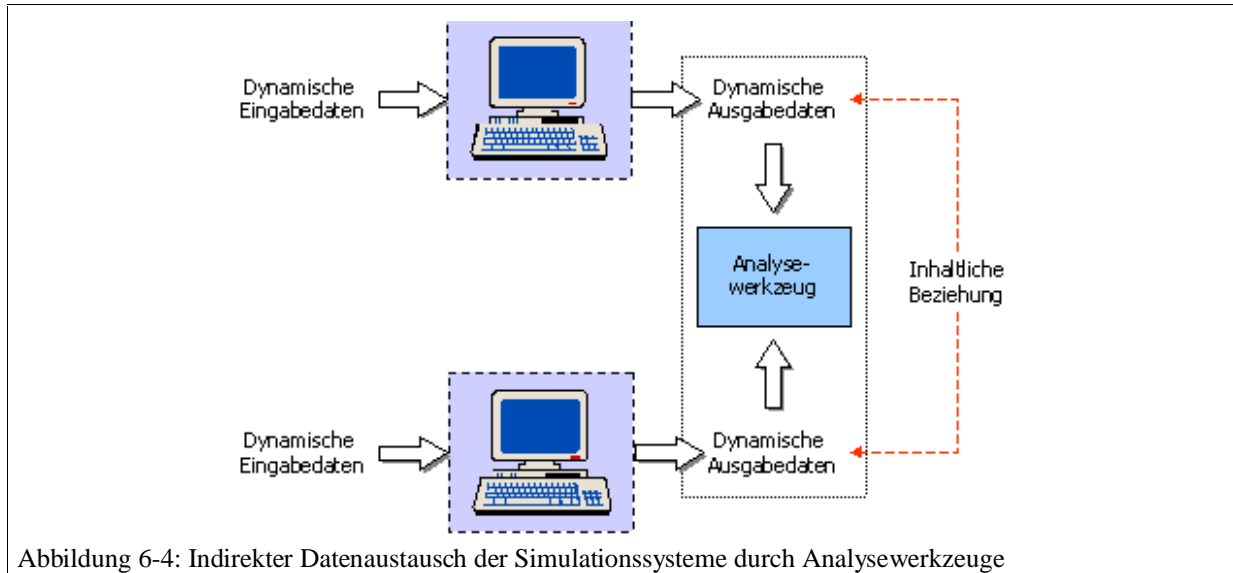 Dynamische
Eingabedaten
Dynamische
Ausgabedaten
Analyse-
werkzeug
Inhaltliche
Beziehung
Dynamische
Eingabedaten
Dynamische
Ausgabedaten
Abbildung 6-4: Indirekter Datenaustausch der Simulationssysteme durch Analysewerkzeuge